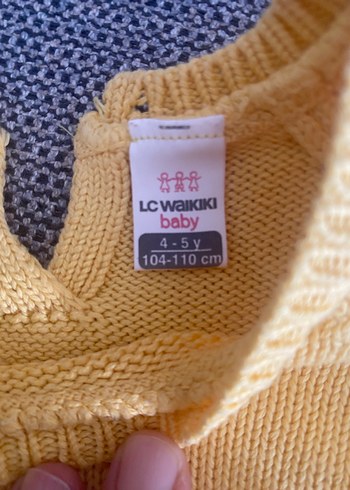 LC WAIKIKI
baby
4 - 5 y
104-110 cm